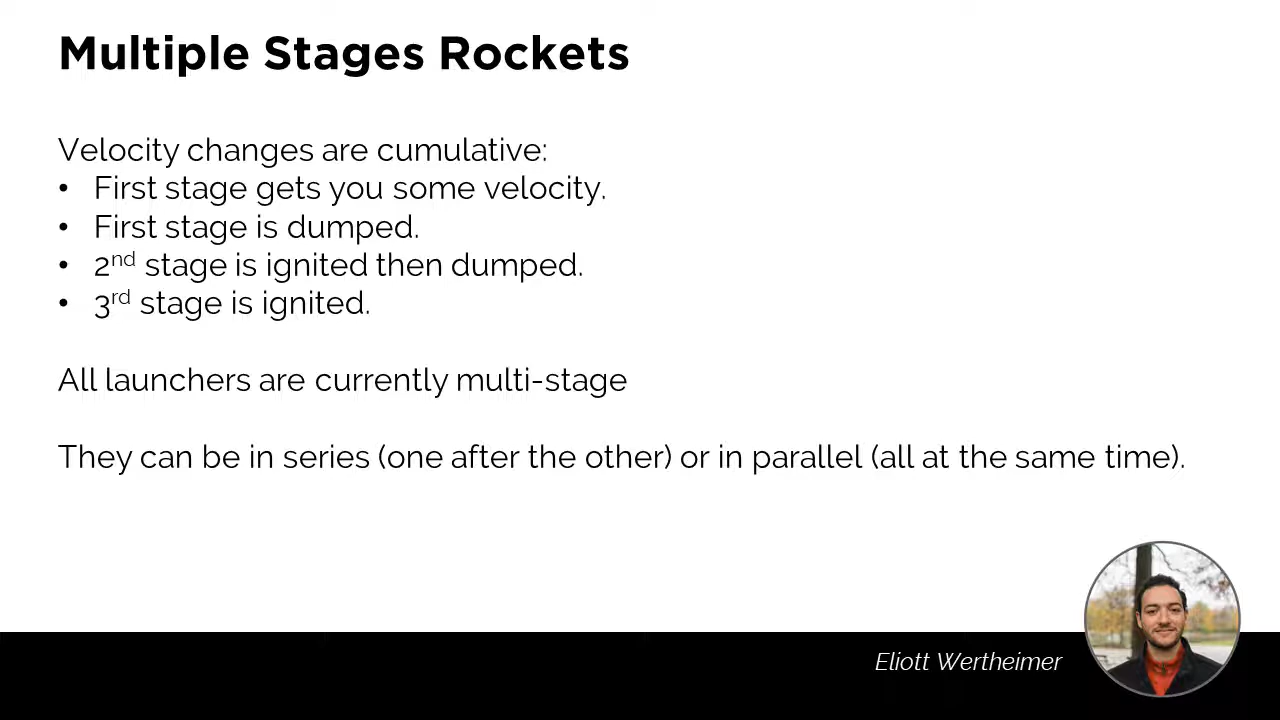 Multiple Stages Rockets
Velocity changes are cumulative:
• First stage gets you some velocity.
• First stage is dumped.
• 2nd stage is ignited then dumped.
• 3rd stage is ignited.
All launchers are currently multi-stage
They can be in series (one after the other) or in parallel (all at the same time).
Eliott Wertheimer